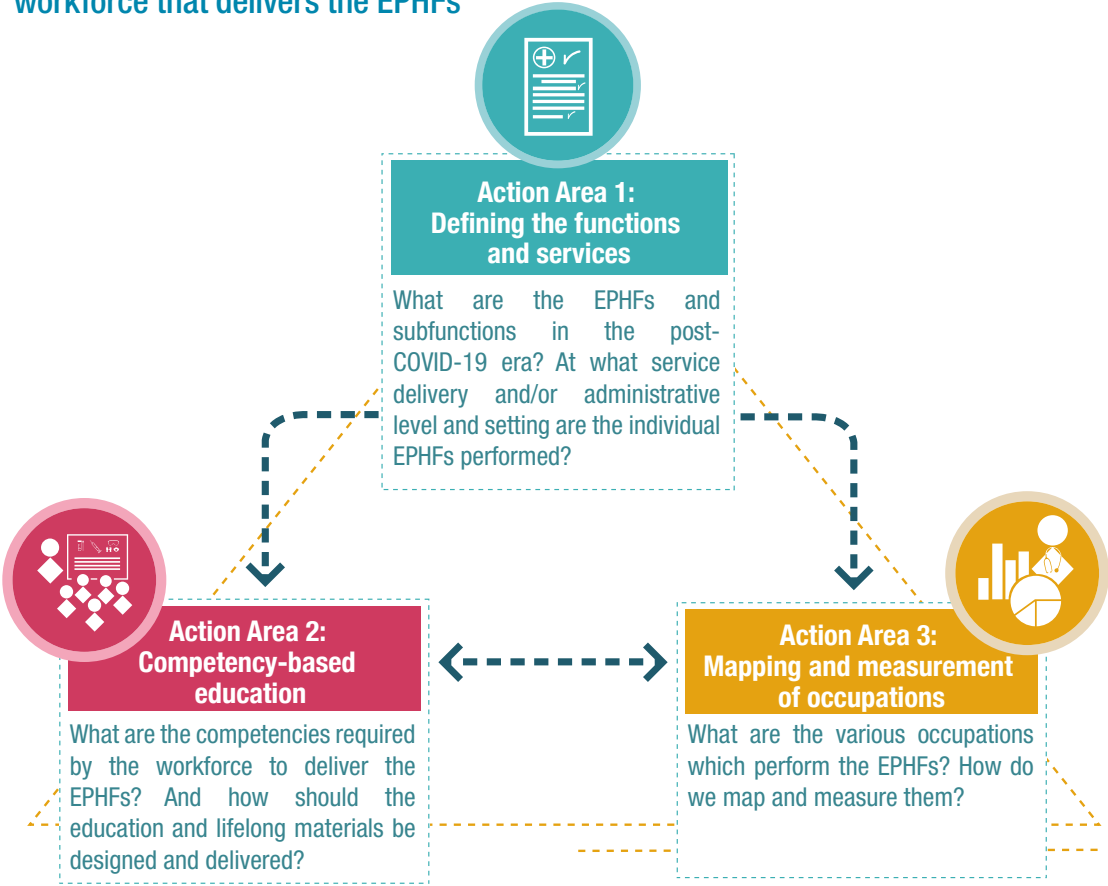 workforce that delivers the EPHFs
Action Area 1:
Defining the functions
and services
What are the EPHFs and
subfunctions in the post-
COVID-19 era? At what service
delivery and/or administrative
level and setting are the individual
EPHFs performed?
Action Area 2:
Competency-based
education
What are the competencies required
by the workforce to deliver the
EPHFs? And how should the
education and lifelong materials be
designed and delivered?
Action Area 3:
Mapping and measurement
of occupations
What are the various occupations
which perform the EPHFs? How do
we map and measure them?